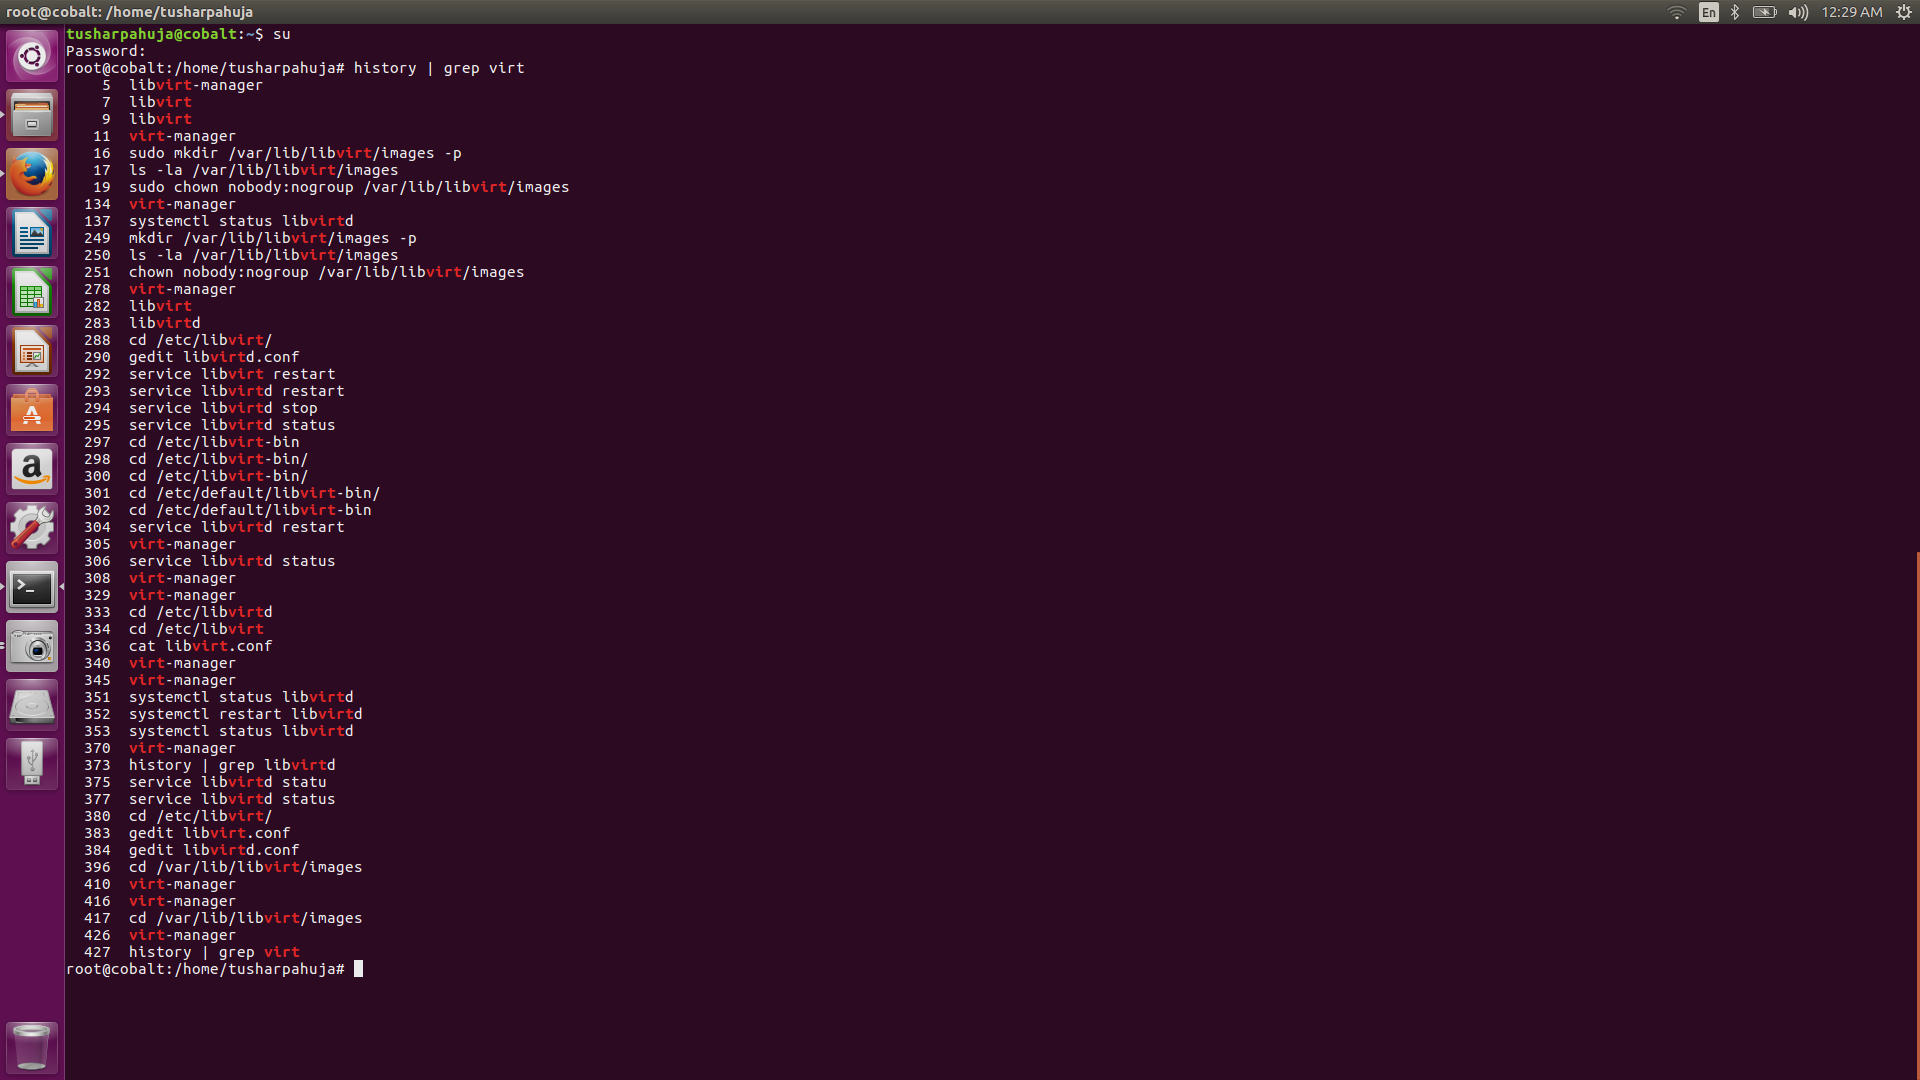 root@cobalt: /home/tusharpahuja
En
12:29 AM
tusharpahuja@cobalt:~$ su
Password:
root@cobalt:/home/tusharpahuja# history | grep virt
5 libvirt-manager
7 libvirt
9 libvirt
11 virt-manager
16 sudo mkdir /var/lib/libvirt/images -p
17 ls -la /var/lib/libvirt/images
19 sudo chown nobody:nogroup /var/lib/libvirt/images
134 virt-manager
137 systemctl status libvirtd
249 mkdir /var/lib/libvirt/images -p
250 ls -la /var/lib/libvirt/images
251 chown nobody:nogroup /var/lib/libvirt/images
278 virt-manager
282 libvirt
283 libvirtd
288 cd /etc/libvirt/
290 gedit libvirtd.conf
292 service libvirt restart
293 service libvirtd restart
294 service libvirtd stop
295 service libvirtd status
297 cd /etc/libvirt-bin
298 cd /etc/libvirt-bin/
300 cd /etc/libvirt-bin/
301 cd /etc/default/libvirt-bin/
302 cd /etc/default/libvirt-bin
304 service libvirtd restart
305 virt-manager
306 service libvirtd status
308 virt-manager
329 virt-manager
333 cd /etc/libvirtd
334 cd /etc/libvirt
336 cat libvirt.conf
340 virt-manager
345 virt-manager
351 systemctl status libvirtd
352 systemctl restart libvirtd
353 systemctl status libvirtd
370 virt-manager
373 history | grep libvirtd
375 service libvirtd statu
377 service libvirtd status
380 cd /etc/libvirt/
383 gedit libvirt.conf
384 gedit libvirtd.conf
396 cd /var/lib/libvirt/images
410 virt-manager
416 virt-manager
417 cd /var/lib/libvirt/images
426 virt-manager
427 history | grep virt
root@cobalt:/home/tusharpahuja#